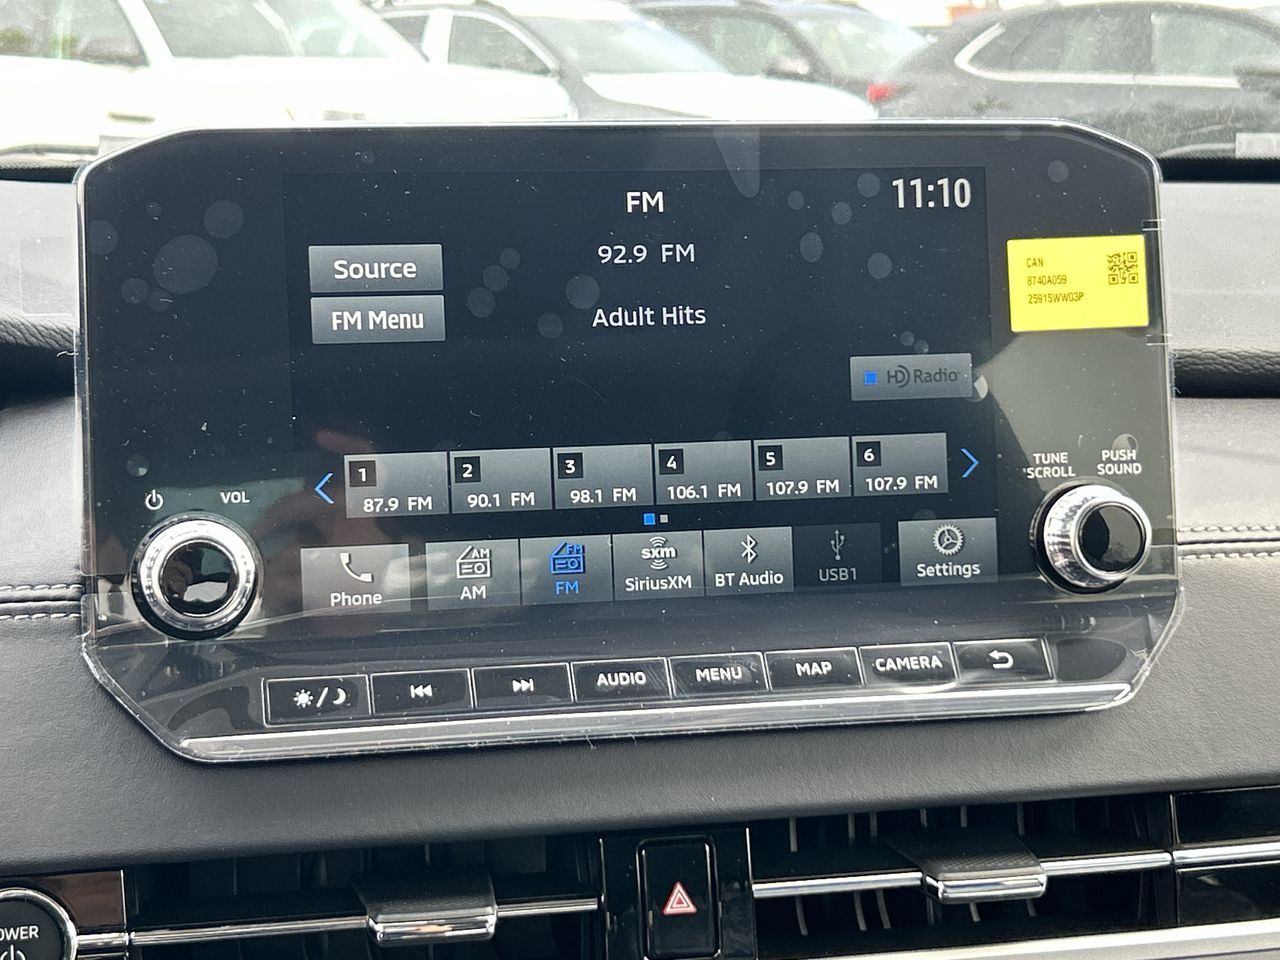 FM
11:10
92.9 FM
Source
FM Menu
Adult Hits
HD Radio
CAN
8740A059
25915WW03P
1
87.9 FM
2
90.1 FM
3
98.1 FM
4
106.1 FM
5
107.9 FM
6
107.9 FM
VOL
TUNE
SCROLL
PUSH
SOUND
Phone
AM
AM
FM
FM
sxm
SiriusXM
BT Audio
USB1
Settings
AUDIO
MENU
MAP
CAMERA
OWER